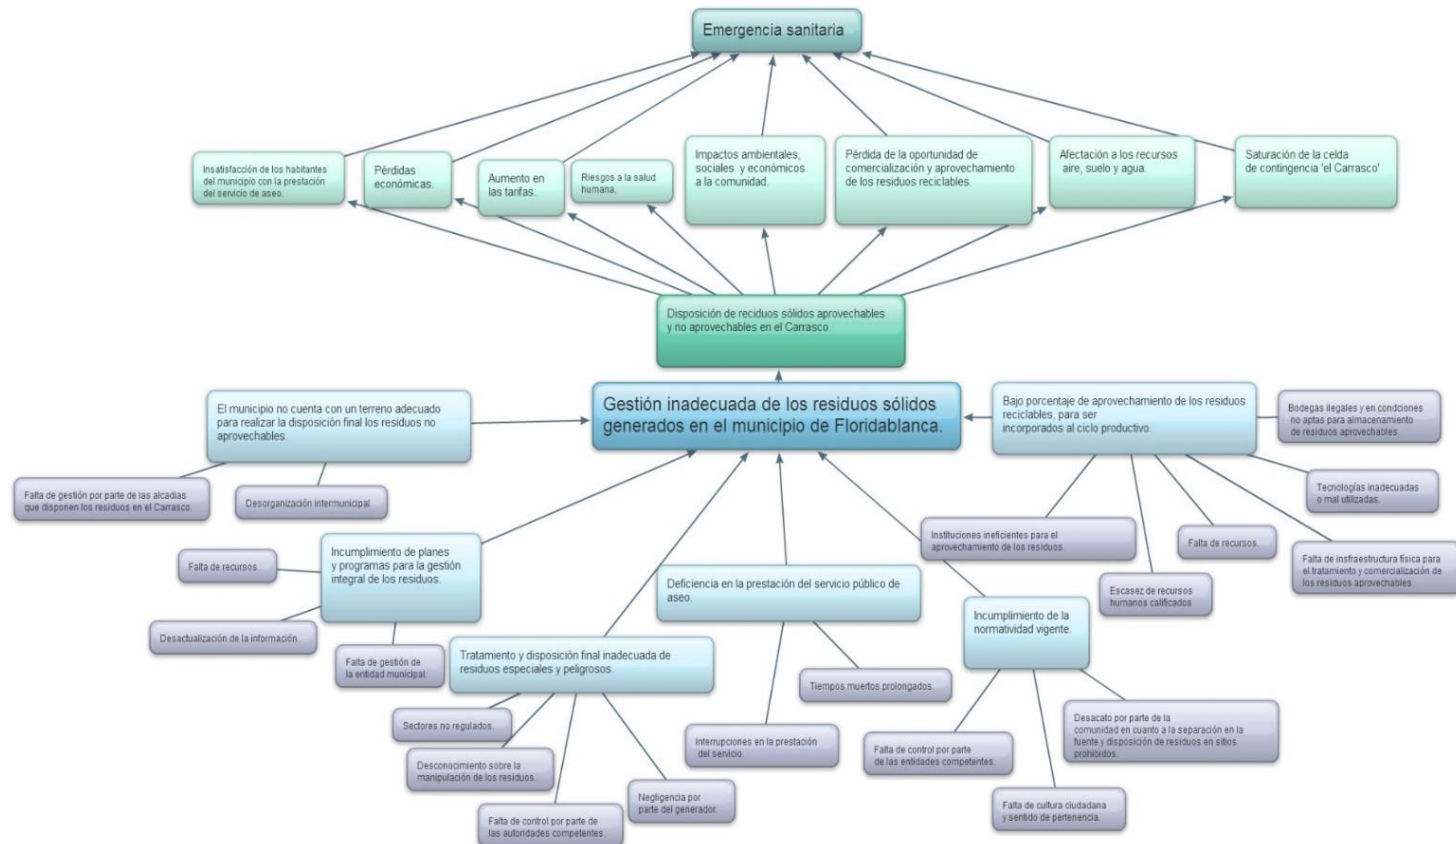 Emergencia sanitaria
Insatisfacción de los habitantes
del municipio con la prestación
del servicio de aseo.
Pérdidas
económicas.
Aumento en
las tarifas.
Riesgos a la salud
humana.
Impactos ambientales,
sociales y económicos
a la comunidad.
Pérdida de la oportunidad de
comercialización y aprovechamiento
de los residuos reciclables.
Afectación a los recursos
aire, suelo y agua.
Saturación de la celda
de contingencia 'el Carrasco'
Disposición de reciduos sólidos aprovechables
y no aprovechables en el Carrasco.
Gestión inadecuada de los residuos sólidos
generados en el municipio de Floridablanca.
El municipio no cuenta con un terreno adecuado
para realizar la disposición final los residuos no
aprovechables.
Bajo porcentaje de aprovechamiento de los residuos
reciclables, para ser
incorporados al ciclo productivo.
Bodegas ilegales y en condciones
no aptas para almacenamiento
de residuos aprovechables.
Falta de gestión por parte de las alcadias
que disponen los residuos en el Carrasco.
Desorganización intermunicipal
Tecnologías inadecuadas
o mal utilizadas.
Instituciones ineficientes para el
aprovechamiento de los residuos.
Falta de recursos.
Falta de insfraestructura física para
el tratamiento y comercialización de
los residuos aprovechables.
Escasez de recursos
humanos calificados
Incumplimiento de planes
y programas para la gestión
integral de los residuos.
Falta de recursos.
Desactualización de la información.
Falta de gestión de
la entidad municipal.
Deficiencia en la prestación del servicio público de
aseo.
Incumplimiento de la
normatividad vigente.
Tratamiento y disposición final inadecuada de
residuos especiales y peligrosos.
Tiempos muertos prolongados.
Sectores no regulados.
Interrupciones en la prestación
del servicio.
Desacato por parte de la
comunidad en cuanto a la separación en la
fuente y disposición de residuos en sitios
prohibidos.
Falta de control por parte
de las entidades competentes.
Desconocimiento sobre la
manipulación de los residuos.
Negligencia por
parte del generador.
Falta de cultura ciudadana
y sentido de pertenencia.
Falta de control por parte de
las autoridades competentes.